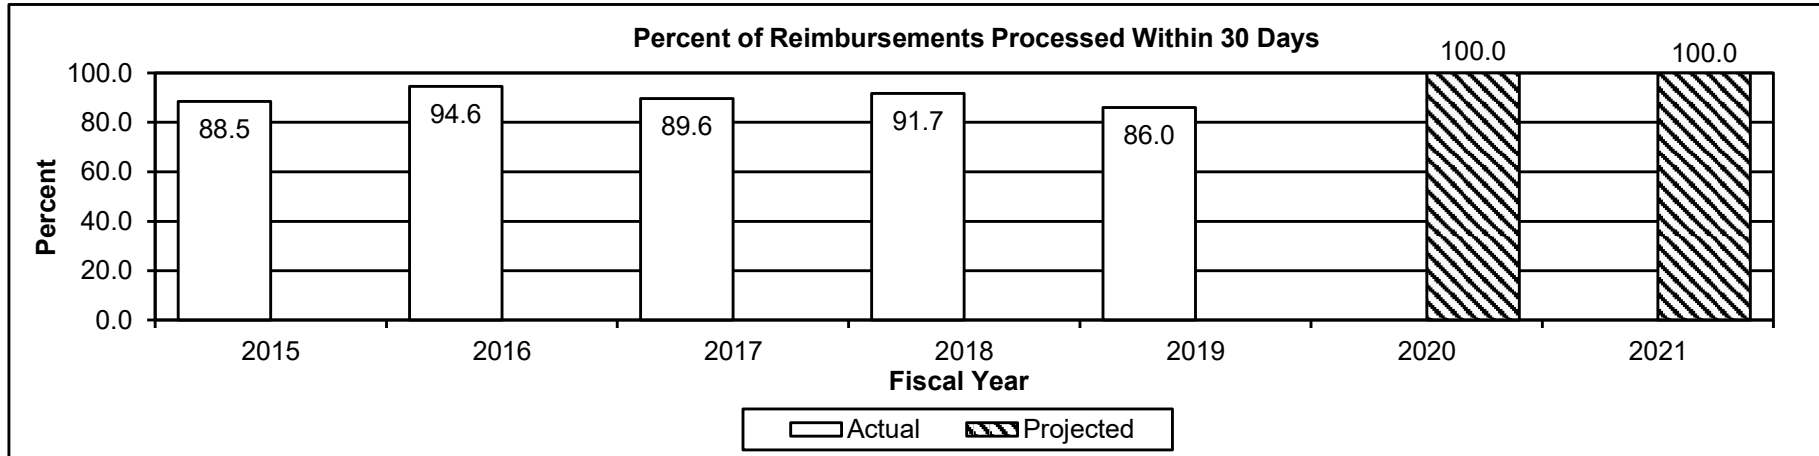 Percent of Reimbursements Processed Within 30 Days
100.0 100.0
100.0
80.0
60.0
40.0
20.0
0.0
Percent
88.5 94.6 89.6 91.7 86.0
2015 2016 2017 2018 2019 2020 2021
Fiscal Year
Actual Projected